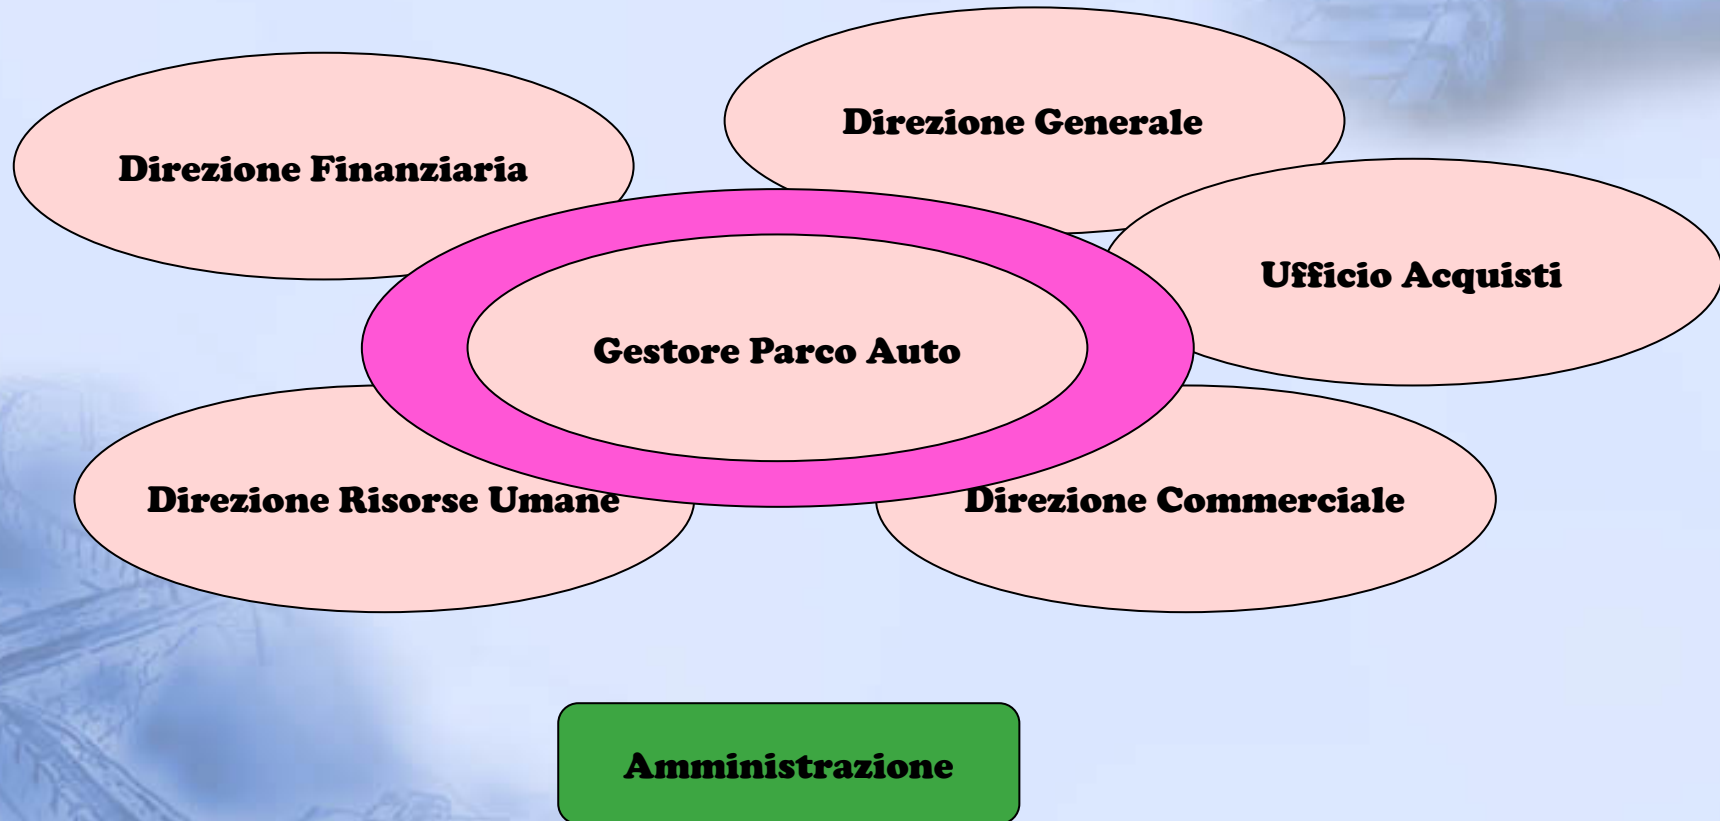 Direzione Generale
Direzione Finanziaria
Ufficio Acquisti
Gestore Parco Auto
Direzione Risorse Umane
Direzione Commerciale
Amministrazione